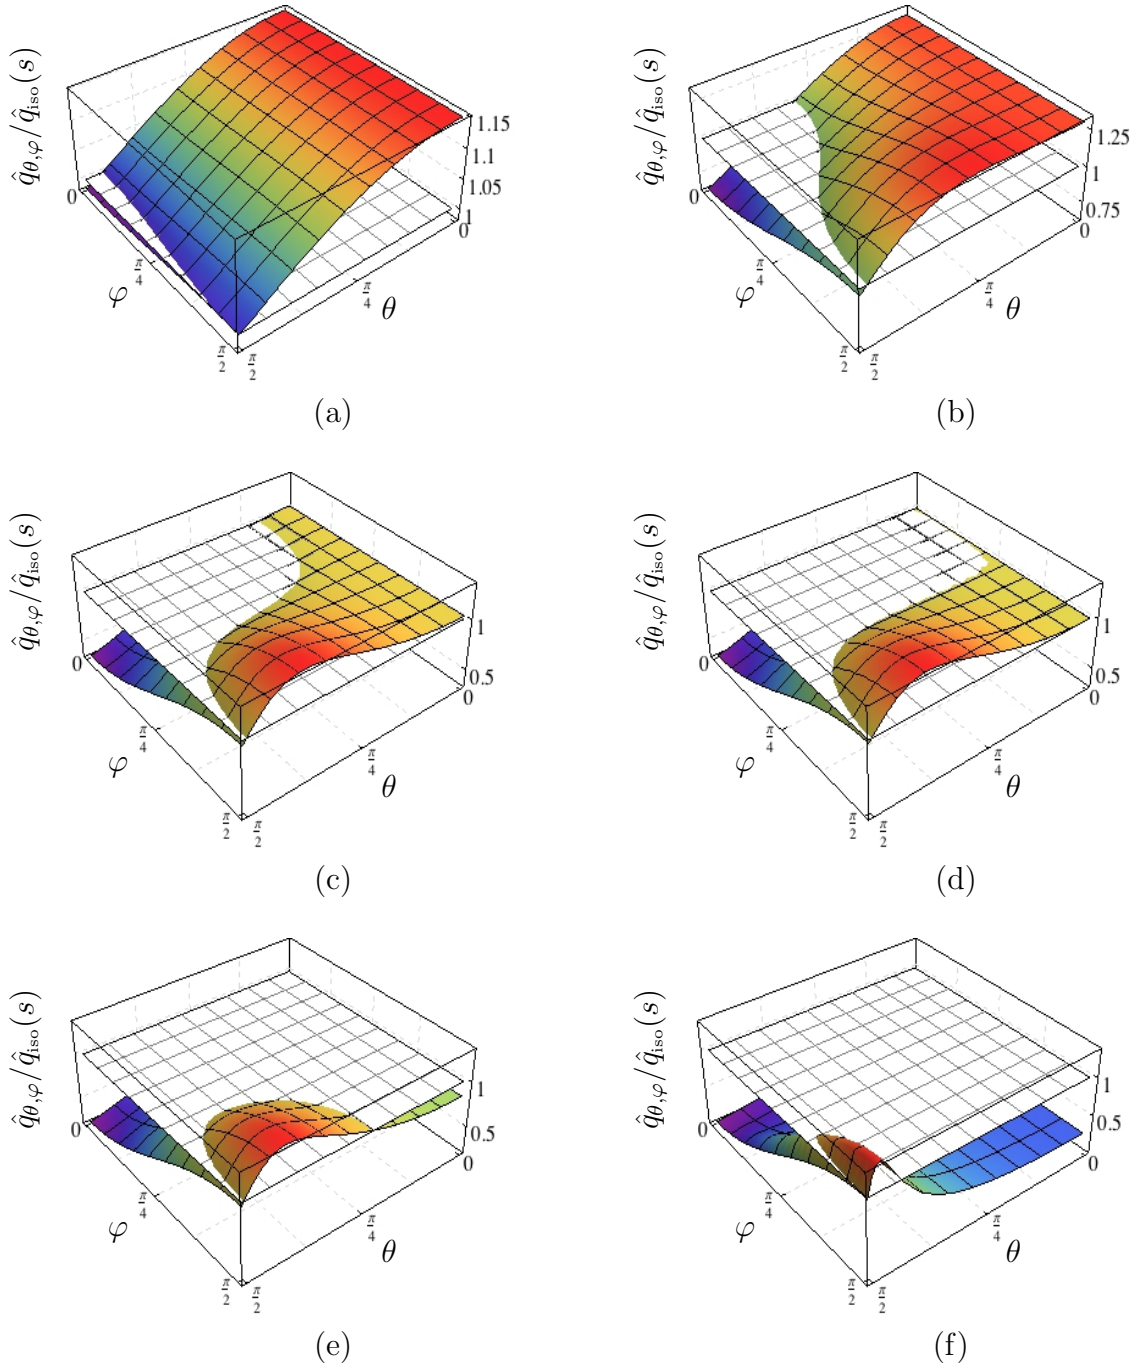 q̂θ,φ/q̂iso(s)
1.15
1.1
1.05
1
0
0
π/4
φ
π/4
θ
π/2
π/2
(a)
q̂θ,φ/q̂iso(s)
1.25
1
0.75
0
0
π/4
φ
π/4
θ
π/2
π/2
(b)
q̂θ,φ/q̂iso(s)
1
0.5
0
0
π/4
φ
π/4
θ
π/2
π/2
(c)
q̂θ,φ/q̂iso(s)
1
0.5
0
0
π/4
φ
π/4
θ
π/2
π/2
(d)
q̂θ,φ/q̂iso(s)
1
0.5
0
0
π/4
φ
π/4
θ
π/2
π/2
(e)
q̂θ,φ/q̂iso(s)
1
0.5
0
0
π/4
φ
π/4
θ
π/2
π/2
(f)